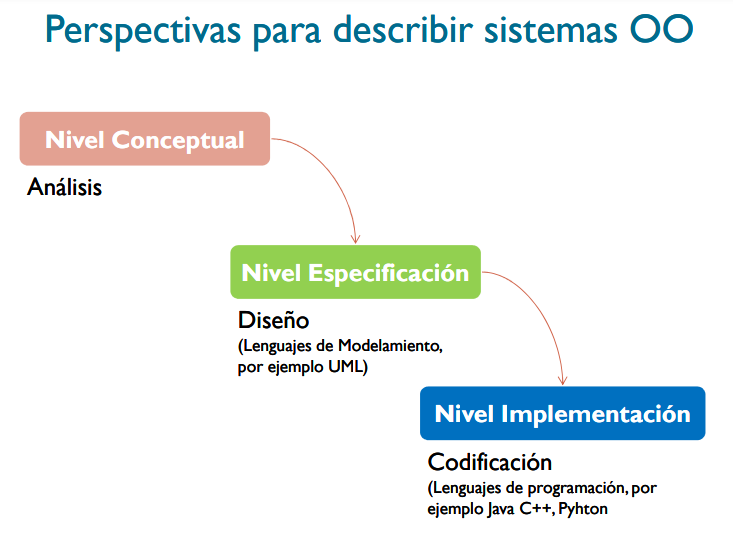 Perspectivas para describir sistemas OO
Nivel Conceptual
Análisis
Nivel Especificación
Diseño
(Lenguajes de Modelamiento,
por ejemplo UML)
Nivel Implementación
Codificación
(Lenguajes de programación, por
ejemplo Java C++, Pyhton